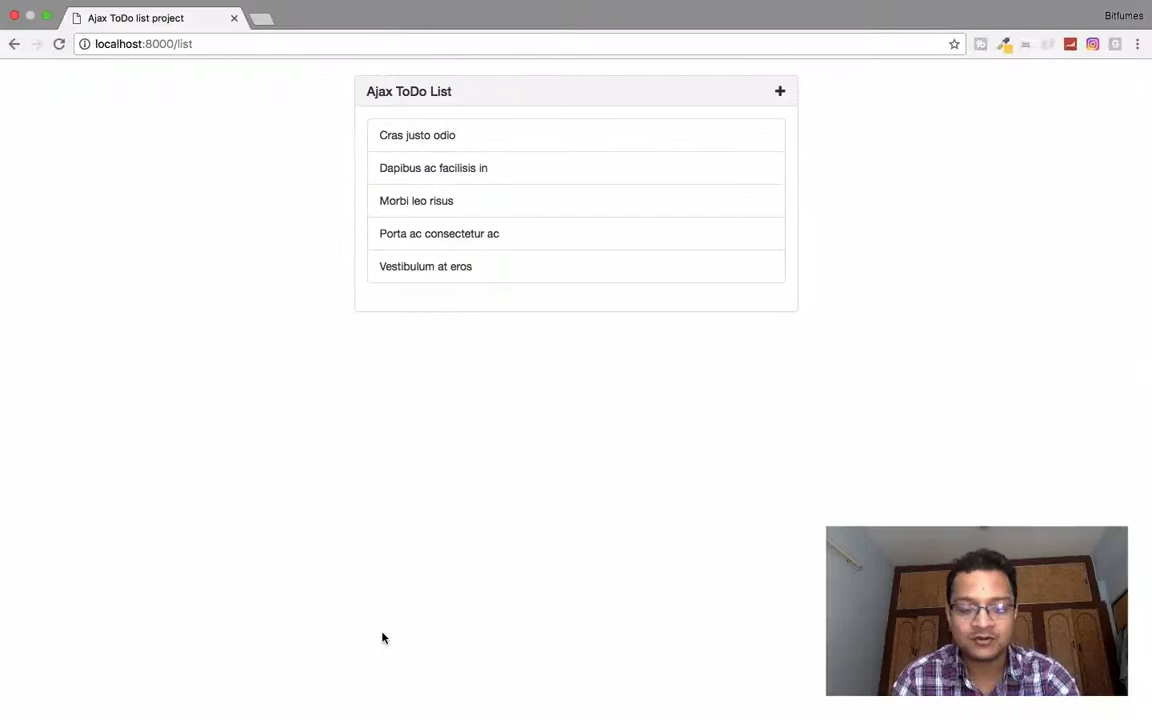 Ajax ToDo list project
Bitfumes
localhost:8000/list
Ajax ToDo List
Cras justo odio
Dapibus ac facilisis in
Morbi leo risus
Porta ac consectetur ac
Vestibulum at eros